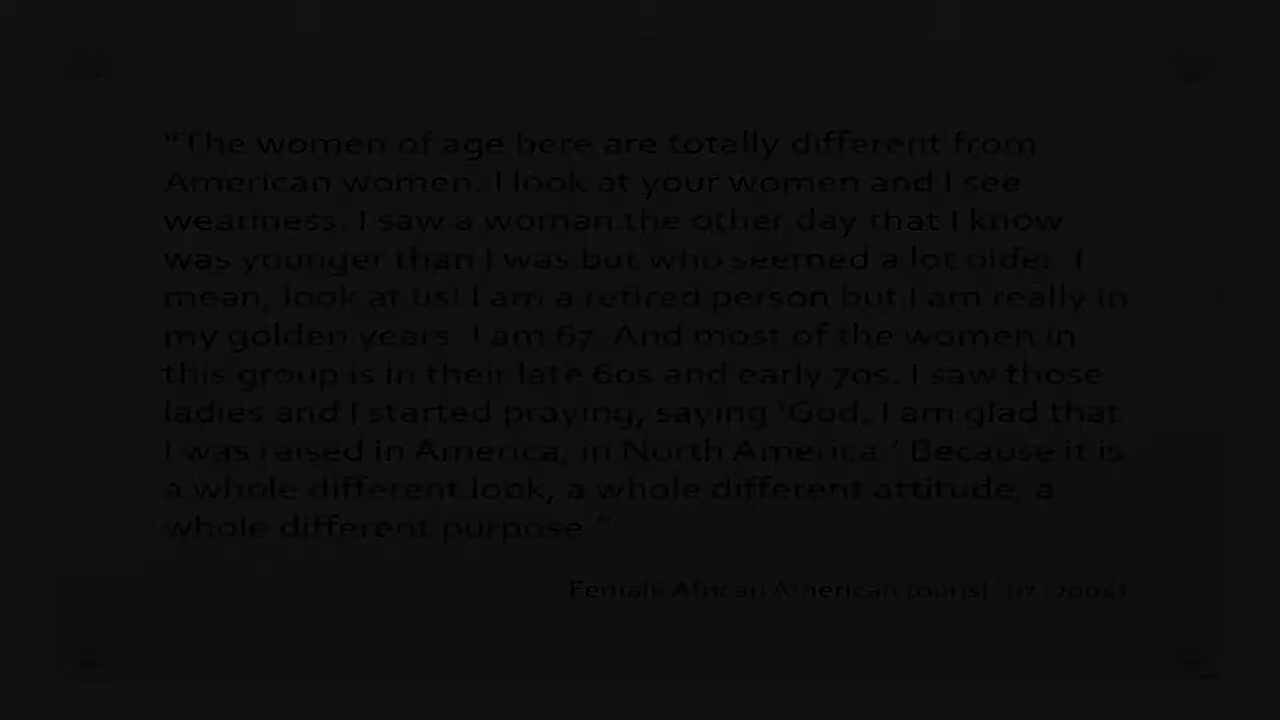 “The women of age here are totally different from
American women. I look at your women and I see
weariness. I saw a woman the other day that I know
was younger than I was but who seemed a lot older. I
mean, look at us! I am a retired person but I am really in
my golden years. I am 67. And most of the women in
this group is in their late 60s and early 70s. I saw those
ladies and I started praying, saying ‘God, I am glad that
I was raised in America, in North America.’ Because it is
a whole different look, a whole different attitude, a
whole different purpose.”
Female African American tourist,